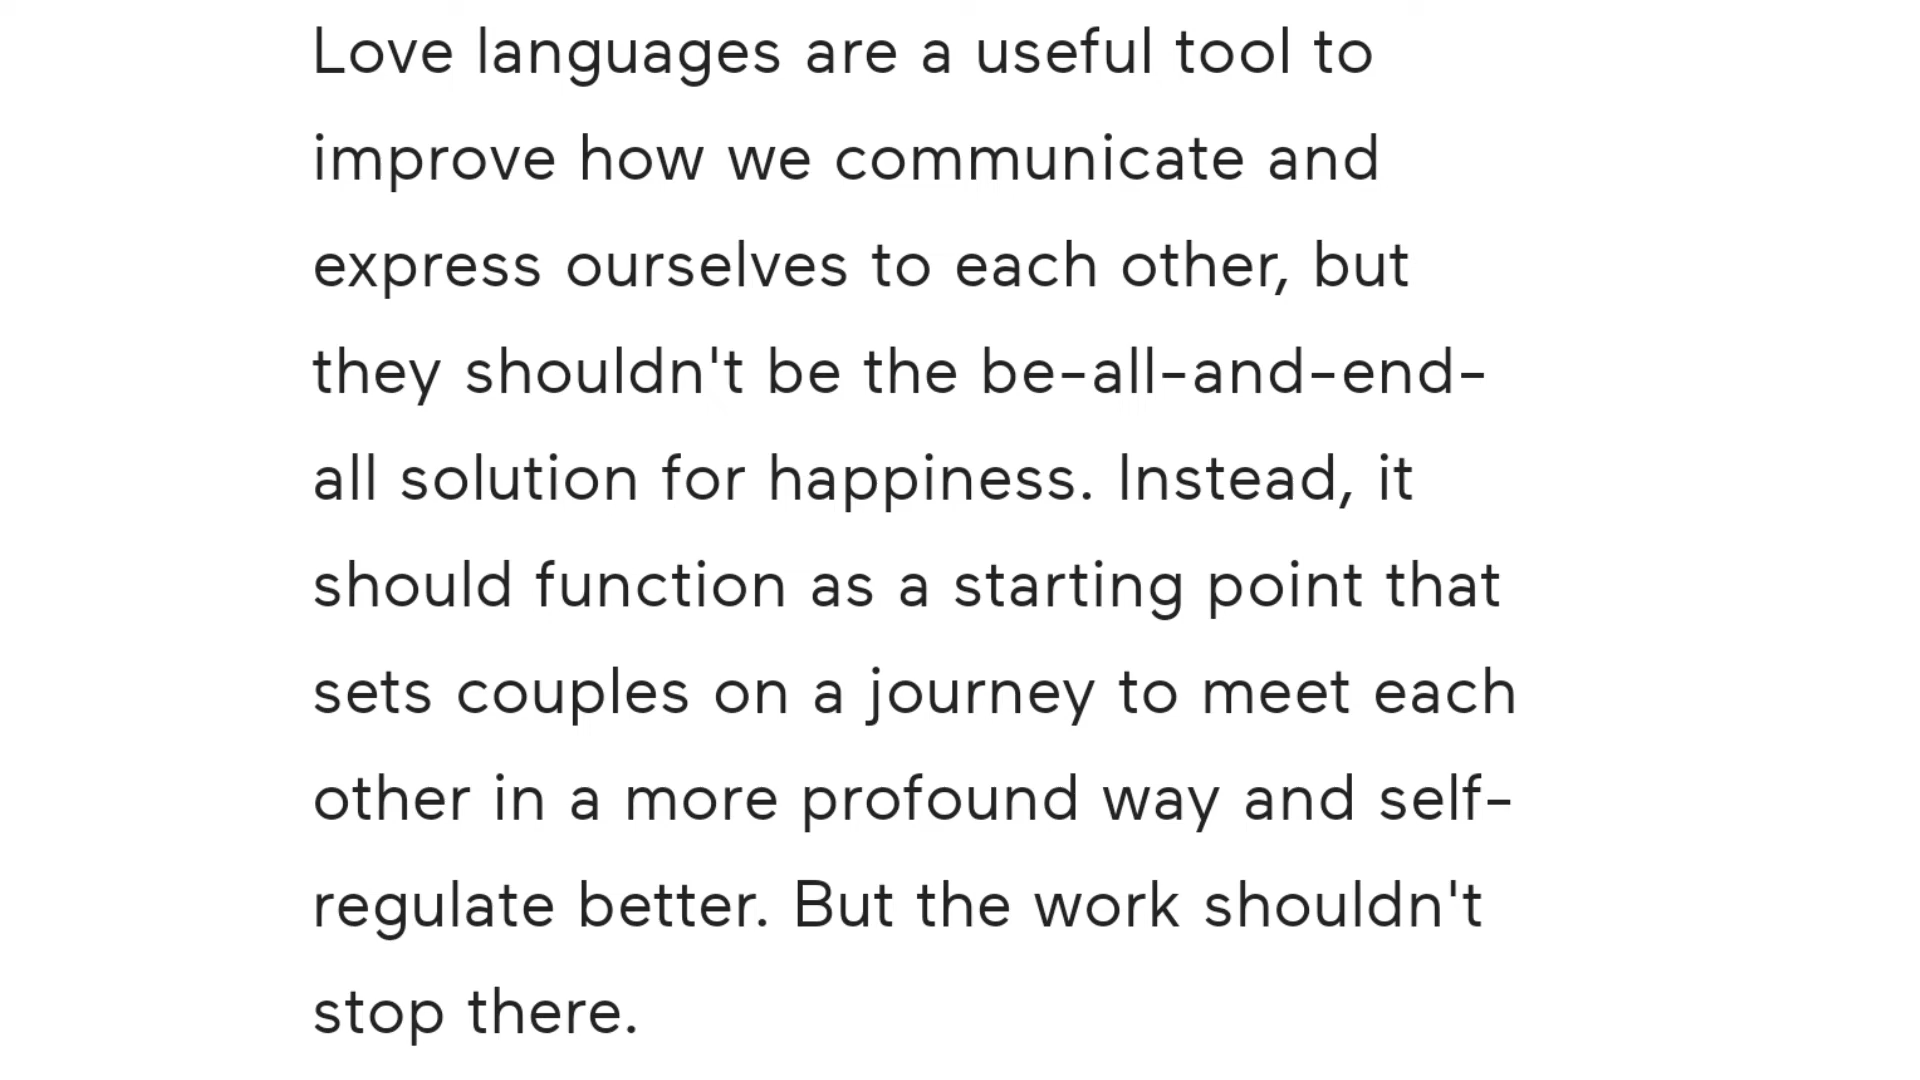 Love languages are a useful tool to
improve how we communicate and
express ourselves to each other, but
they shouldn't be the be-all-and-end-
all solution for happiness. Instead, it
should function as a starting point that
sets couples on a journey to meet each
other in a more profound way and self-
regulate better. But the work shouldn't
stop there.